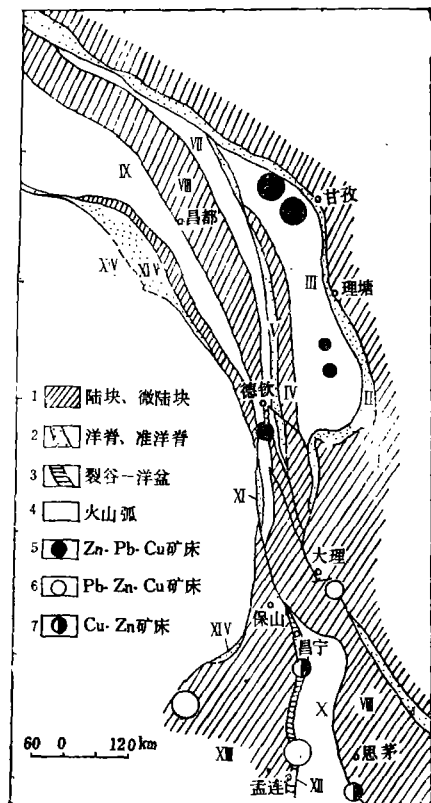 VII
IX
VIII
甘孜
昌都
III
理塘
XV
XIV
V
II
德钦
IV
1 陆块、微陆块
2 洋脊、准洋脊
3 裂谷-洋盆
4 火山弧
5 Zn·Pb·Cu矿床
6 Pb·Zn·Cu矿床
7 Cu·Zn矿床
XI
大理
保山
XIV
昌宁
X
VIII
60 0 120 km
XIII
思茅
孟连
XII